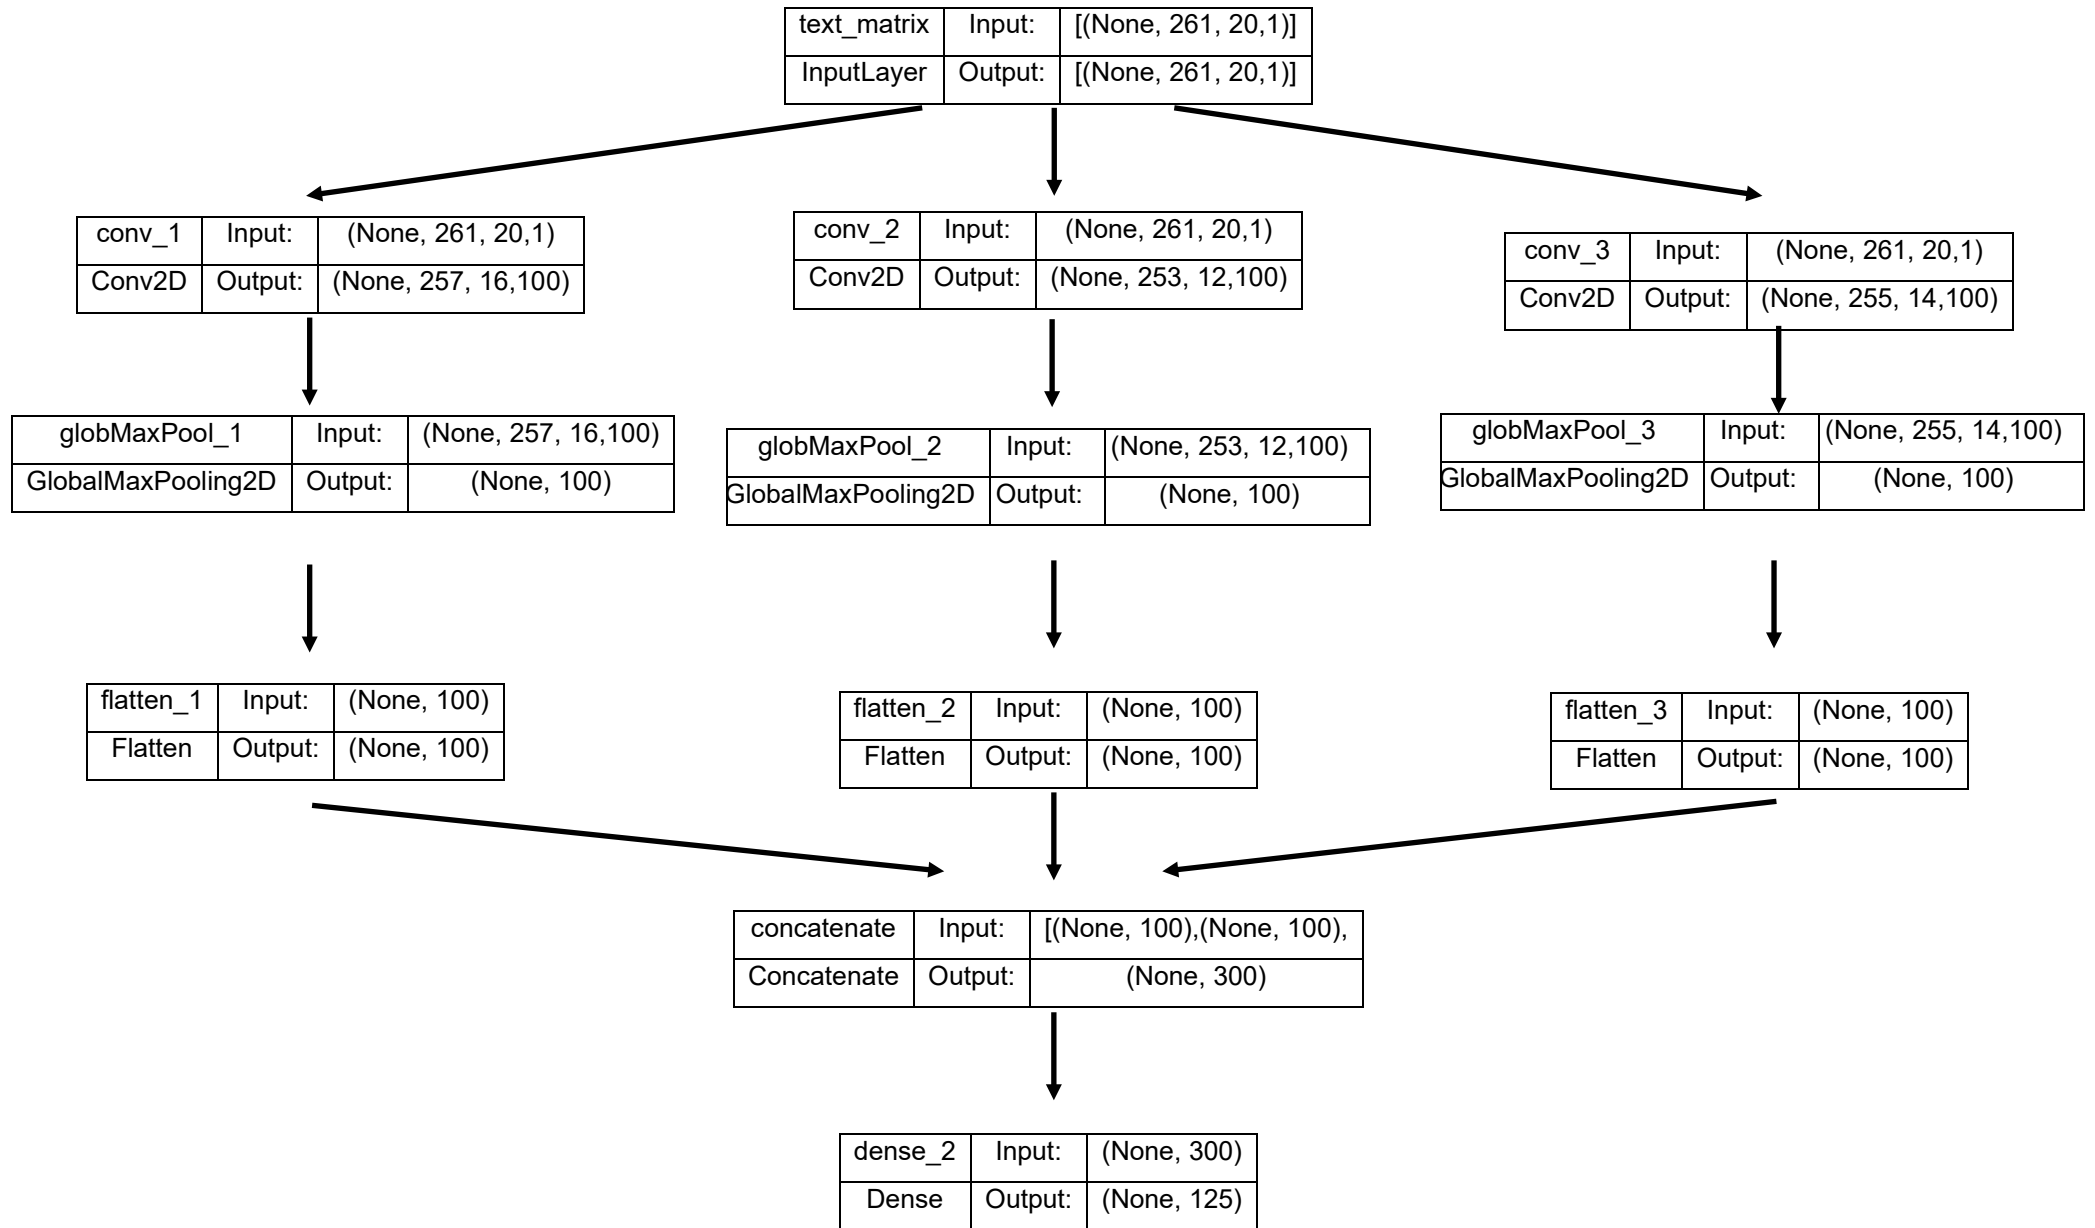 text_matrix Input: [(None, 261, 20,1)]
InputLayer Output: [(None, 261, 20,1)]
conv_1 Input: (None, 261, 20,1)
Conv2D Output: (None, 257, 16,100)
conv_2 Input: (None, 261, 20,1)
Conv2D Output: (None, 253, 12,100)
conv_3 Input: (None, 261, 20,1)
Conv2D Output: (None, 255, 14,100)
globMaxPool_1 Input: (None, 257, 16,100)
GlobalMaxPooling2D Output: (None, 100)
globMaxPool_2 Input: (None, 253, 12,100)
GlobalMaxPooling2D Output: (None, 100)
globMaxPool_3 Input: (None, 255, 14,100)
GlobalMaxPooling2D Output: (None, 100)
flatten_1 Input: (None, 100)
Flatten Output: (None, 100)
flatten_2 Input: (None, 100)
Flatten Output: (None, 100)
flatten_3 Input: (None, 100)
Flatten Output: (None, 100)
concatenate Input: [(None, 100),(None, 100),
Concatenate Output: (None, 300)
dense_2 Input: (None, 300)
Dense Output: (None, 125)